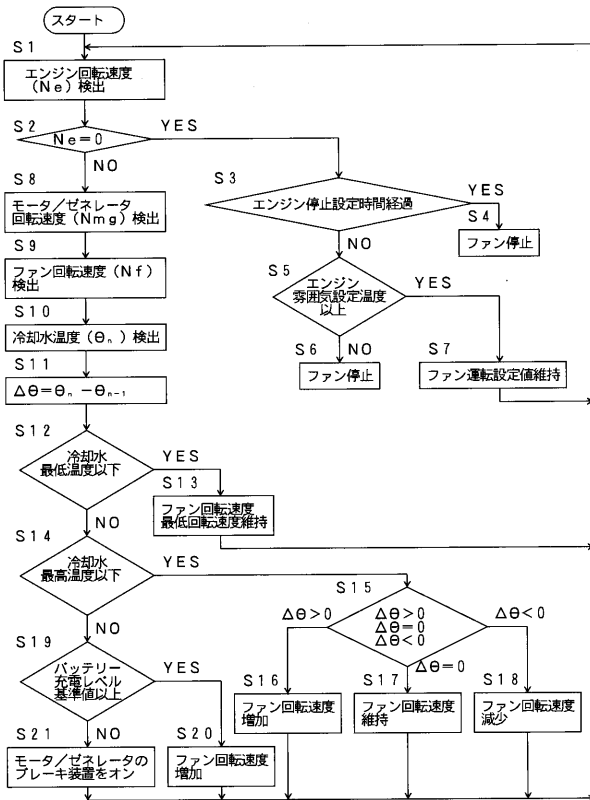 スタート
S1
エンジン回転速度
(Ne)検出
S2
Ne=0
YES
NO
S3
エンジン停止設定時間経過
YES
S4
ファン停止
NO
S5
エンジン
雰囲気設定温度
以上
YES
S6
NO
ファン停止
S7
ファン運転設定値維持
S8
モータ/ゼネレータ
回転速度(Nmg)検出
S9
ファン回転速度(Nf)
検出
S10
冷却水温度(θn)検出
S11
Δθ=θn−θn-1
S12
冷却水
最低温度以下
YES
S13
ファン回転速度
最低回転速度維持
NO
S14
冷却水
最高温度以下
YES
S15
Δθ>0
Δθ=0
Δθ<0
Δθ>0
Δθ<0
Δθ=0
S16
ファン回転速度
増加
S17
ファン回転速度
維持
S18
ファン回転速度
減少
NO
S19
バッテリー
充電レベル
基準値以上
YES
S20
ファン回転速度
増加
NO
S21
モータ/ゼネレータの
ブレーキ装置をオン